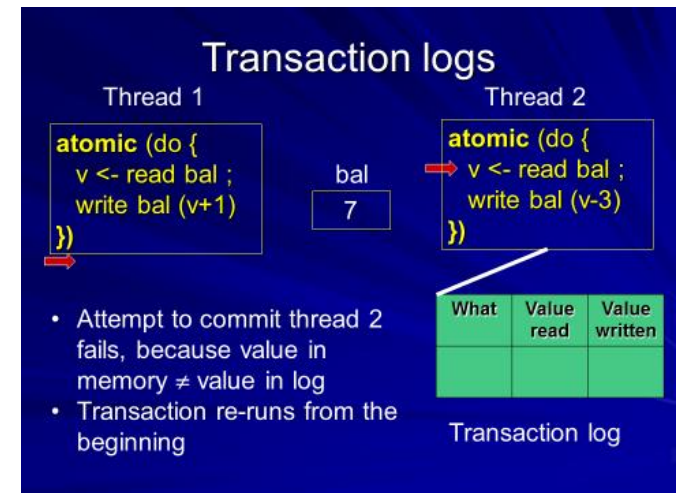 Transaction logs
Thread 1
atomic (do {
v <- read bal ;
write bal (v+1)
})
bal
7
Thread 2
atomic (do {
v <- read bal ;
write bal (v-3)
})
• Attempt to commit thread 2
fails, because value in
memory ≠ value in log
• Transaction re-runs from the
beginning
What Value read Value written
Transaction log